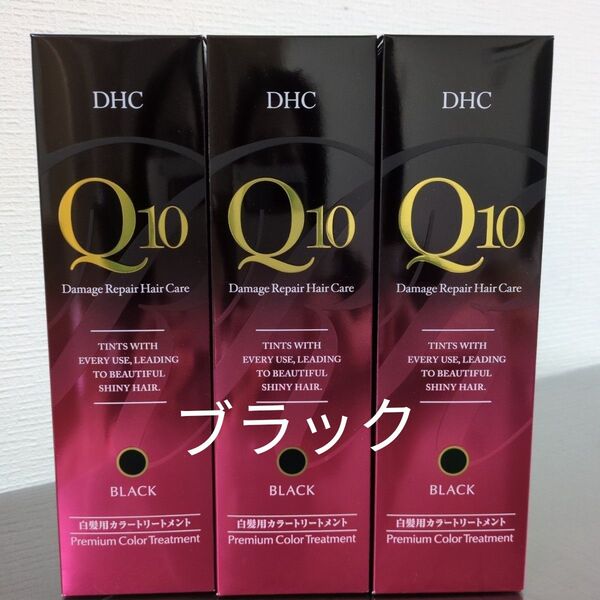 DHC
Q10
Damage Repair Hair Care
TINTS WITH
EVERY USE, LEADING
TO BEAUTIFUL
SHINY HAIR.
BLACK
白髪用カラートリートメント
Premium Color Treatment
DHC
Q10
Damage Repair Hair Care
TINTS WITH
EVERY USE, LEADING
TO BEAUTIFUL
SHINY HAIR.
BLACK
白髪用カラートリートメント
Premium Color Treatment
DHC
Q10
Damage Repair Hair Care
TINTS WITH
EVERY USE, LEADING
TO BEAUTIFUL
SHINY HAIR.
BLACK
白髪用カラートリートメント
Premium Color Treatment
ブラック